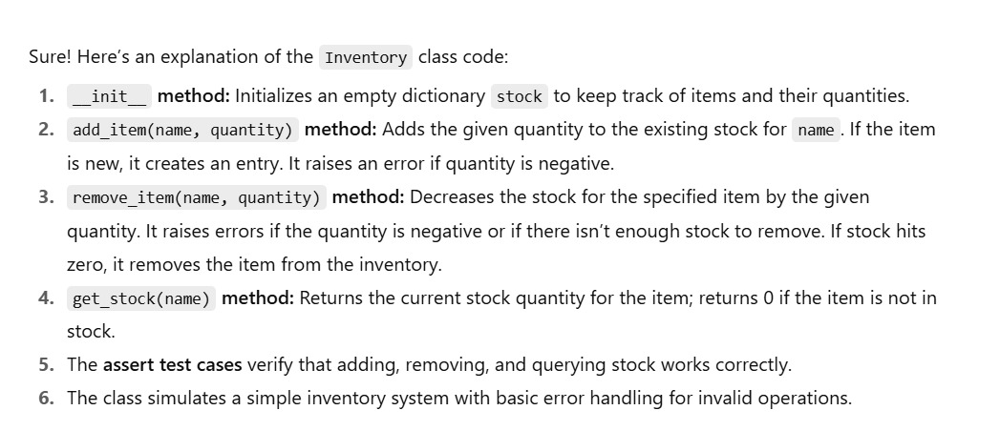 Sure! Here’s an explanation of the Inventory class code:
1. __init__ method: Initializes an empty dictionary stock to keep track of items and their quantities.
2. add_item(name, quantity) method: Adds the given quantity to the existing stock for name. If the item
is new, it creates an entry. It raises an error if quantity is negative.
3. remove_item(name, quantity) method: Decreases the stock for the specified item by the given
quantity. It raises errors if the quantity is negative or if there isn’t enough stock to remove. If stock hits
zero, it removes the item from the inventory.
4. get_stock(name) method: Returns the current stock quantity for the item; returns 0 if the item is not in
stock.
5. The assert test cases verify that adding, removing, and querying stock works correctly.
6. The class simulates a simple inventory system with basic error handling for invalid operations.